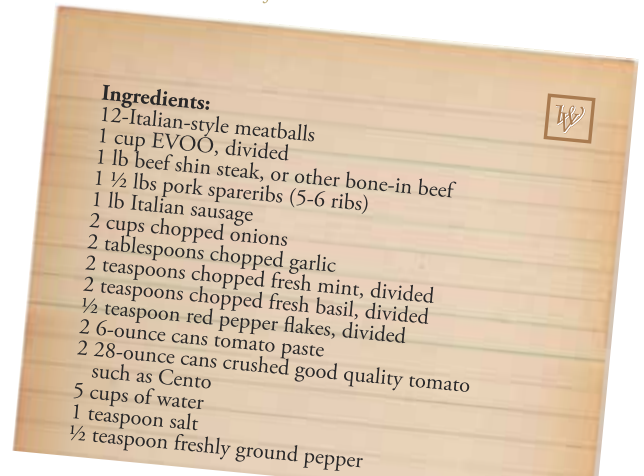 Ingredients:
12-Italian-style meatballs
1 cup EVOO, divided
1 lb beef shin steak, or other bone-in beef
1 ½ lbs pork spareribs (5-6 ribs)
1 lb Italian sausage
2 cups chopped onions
2 tablespoons chopped garlic
2 teaspoons chopped fresh mint, divided
2 teaspoons chopped fresh basil, divided
½ teaspoon red pepper flakes, divided
2 6-ounce cans tomato paste
2 28-ounce cans crushed good quality tomato
such as Cento
5 cups of water
1 teaspoon salt
½ teaspoon freshly ground pepper